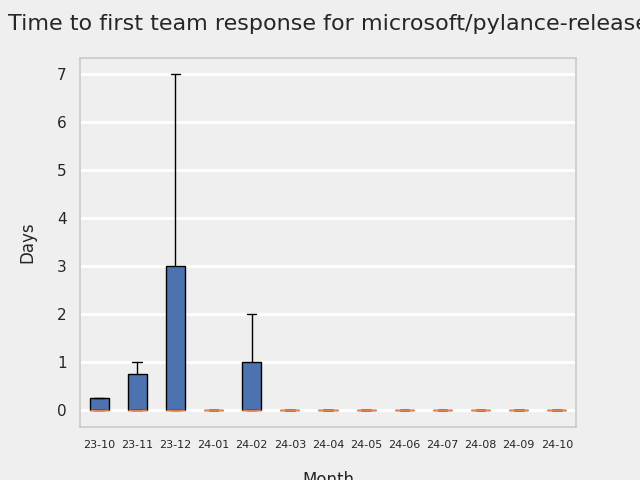 Time to first team response for microsoft/pylance-release
7
6
5
4
3
2
1
0
Days
23-10 23-11 23-12 24-01 24-02 24-03 24-04 24-05 24-06 24-07 24-08 24-09 24-10
Month